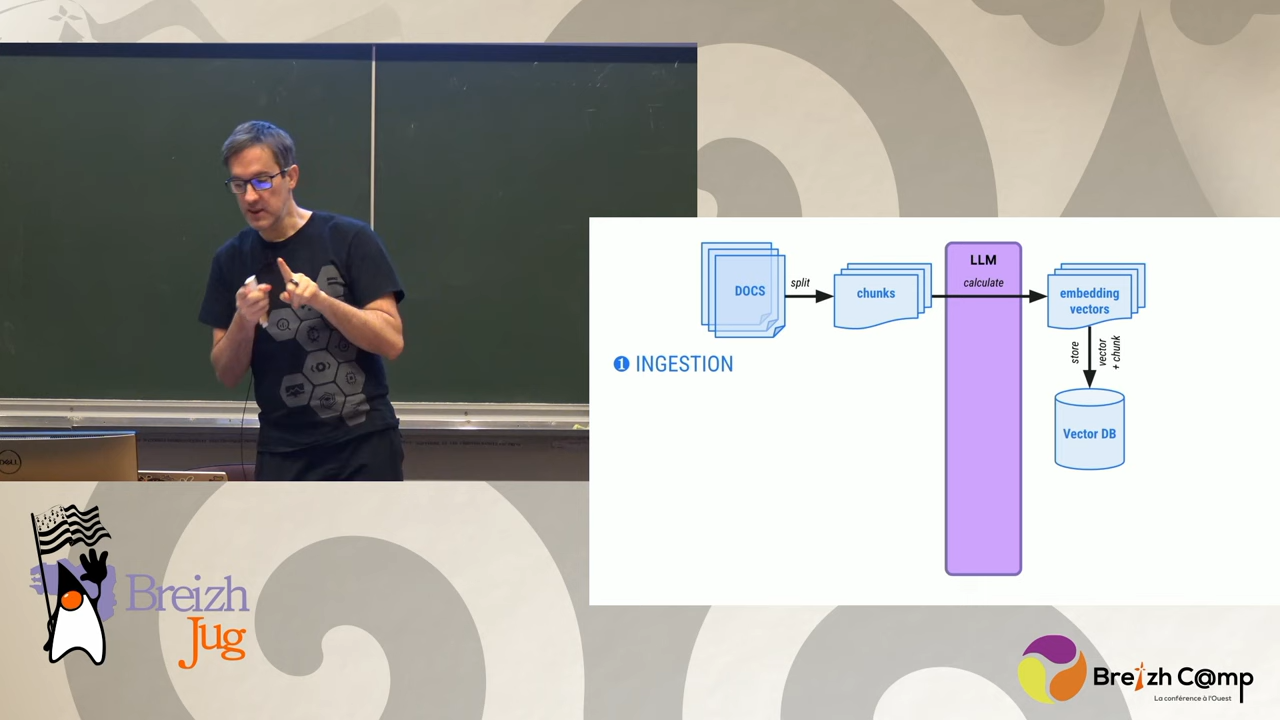 DOCS
split
chunks
LLM
calculate
embedding
vectors
store
vector
+ chunk
❶ INGESTION
Vector DB
DELL
Breizh
Jug
Breizh C@mp
La conférence à l'Ouest